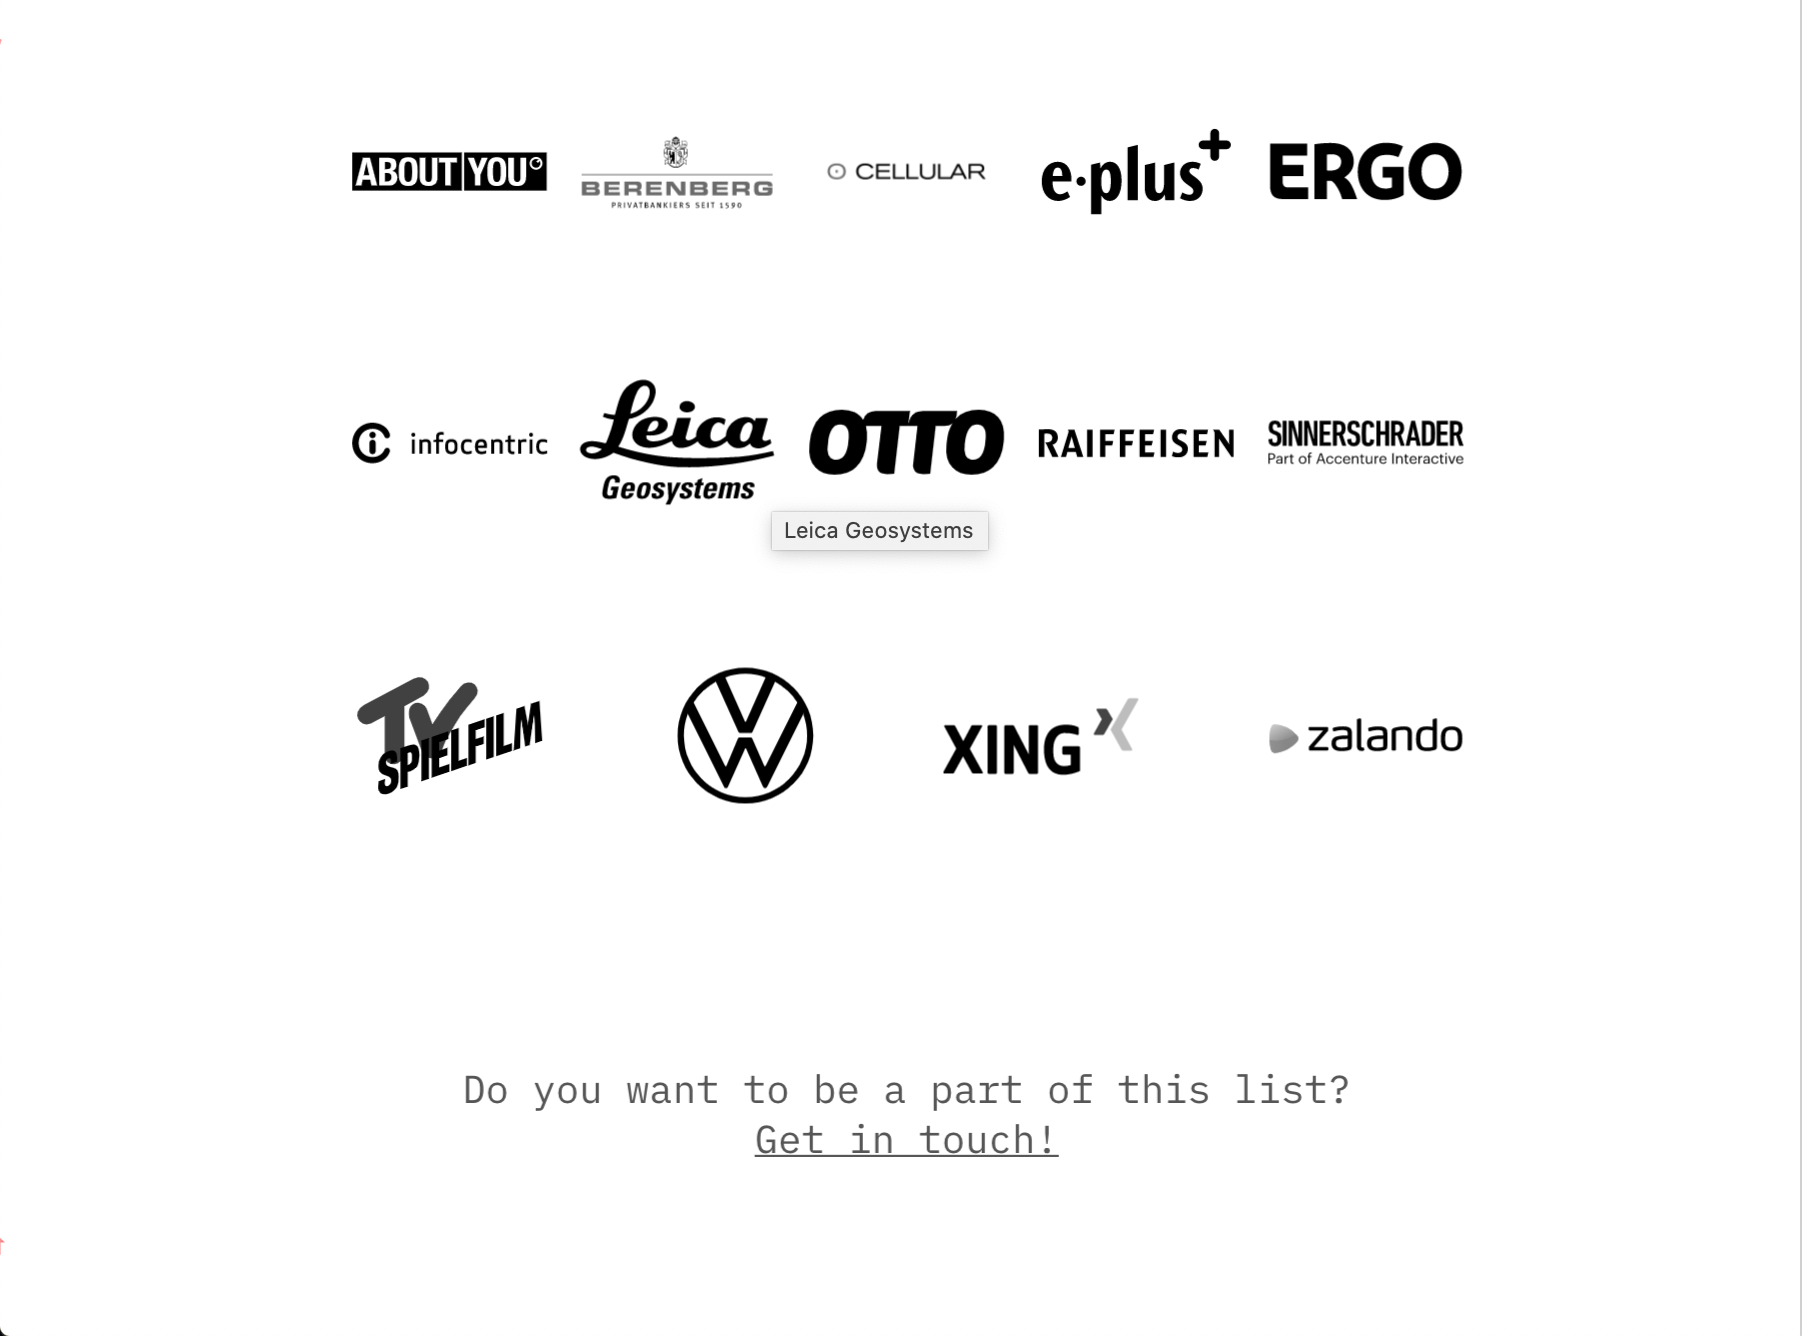 ABOUT YOU
BERENBERG
PRIVATBANKIERS SEIT 1590
CELLULAR
e·plus+
ERGO
infocentric
Leica
Geosystems
OTTO
RAIFFEISEN
SINNERSCHRADER
Part of Accenture Interactive
Leica Geosystems
TV
SPIELFILM
VW
XING
zalando
Do you want to be a part of this list?
Get in touch!